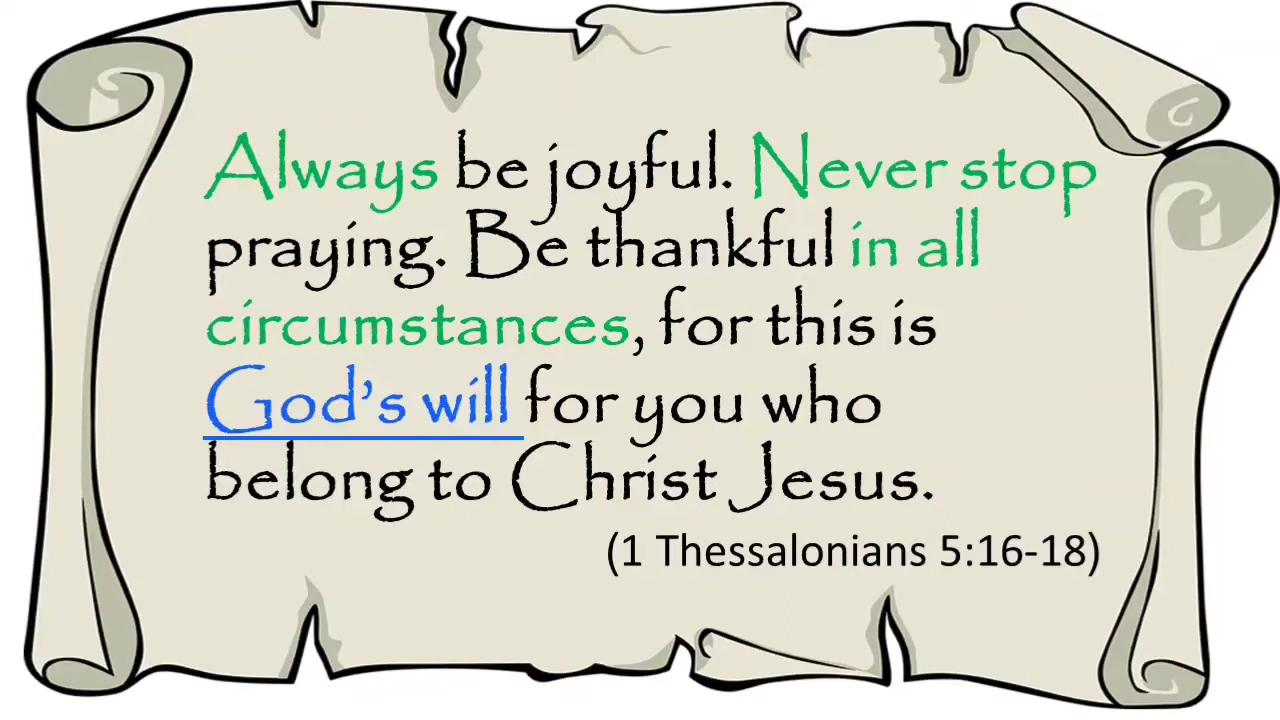 Always be joyful. Never stop
praying. Be thankful in all
circumstances, for this is
God’s will for you who
belong to Christ Jesus.
(1 Thessalonians 5:16-18)